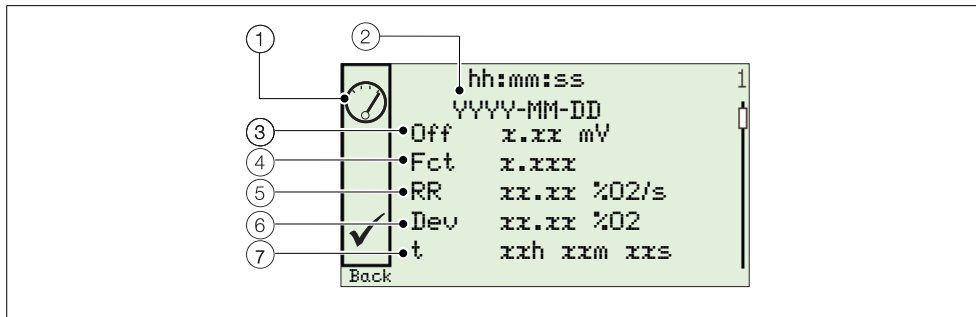 1
2
hh:mm:ss 1
YYYY-MM-DD
3 Off x.xx mV
4 Fct x.xxx
5 RR xx.xx %O2/s
6 Dev xx.xx %O2
7 t xxh xxm xxs
Back